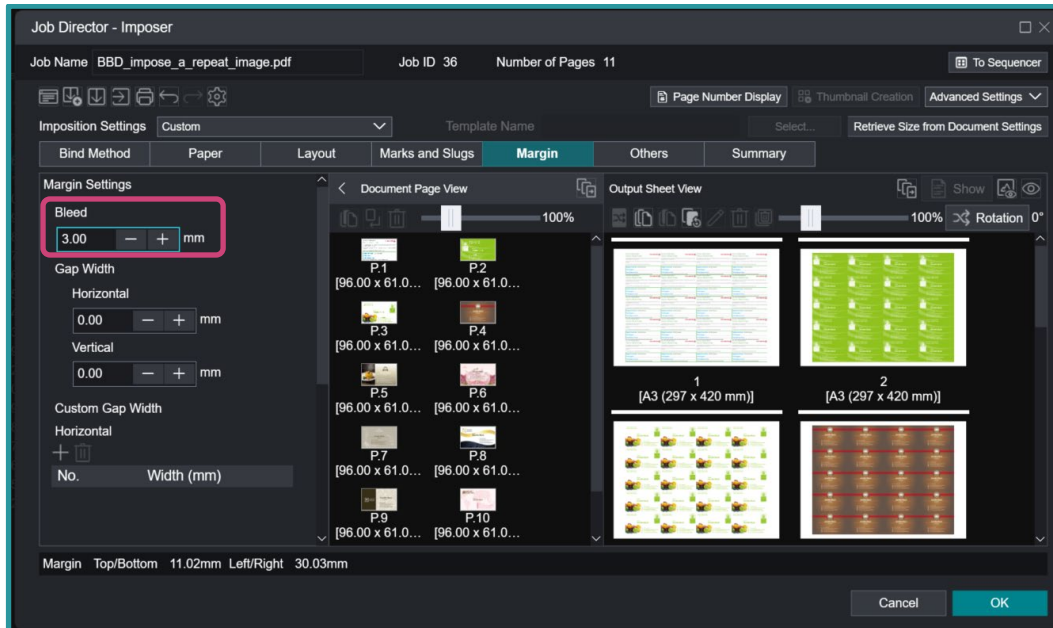 Job Director - Imposer
Job Name BBD_impose_a_repeat_image.pdf Job ID 36 Number of Pages 11 To Sequencer
Page Number Display Thumbnail Creation Advanced Settings
Imposition Settings Custom Template Name Select... Retrieve Size from Document Settings
Bind Method Paper Layout Marks and Slugs Margin Others Summary
Margin Settings
Bleed
3.00 − + mm
Gap Width
Horizontal
0.00 − + mm
Vertical
0.00 − + mm
Custom Gap Width
Horizontal
No. Width (mm)
Document Page View
100%
P.1 P.2
[96.00 x 61.0... [96.00 x 61.0...
P.3 P.4
[96.00 x 61.0... [96.00 x 61.0...
P.5 P.6
[96.00 x 61.0... [96.00 x 61.0...
P.7 P.8
[96.00 x 61.0... [96.00 x 61.0...
P.9 P.10
[96.00 x 61.0... [96.00 x 61.0...
Output Sheet View Show
100% Rotation 0°
1 2
[A3 (297 x 420 mm)] [A3 (297 x 420 mm)]
Margin Top/Bottom 11.02mm Left/Right 30.03mm
Cancel OK